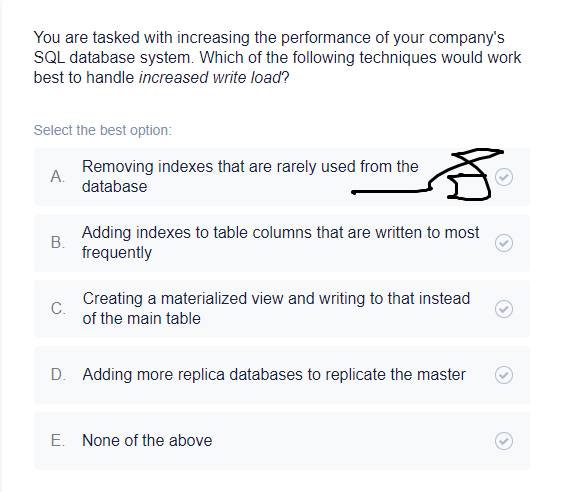 You are tasked with increasing the performance of your company's
SQL database system. Which of the following techniques would work
best to handle increased write load?
Select the best option:
A. Removing indexes that are rarely used from the
database
B. Adding indexes to table columns that are written to most
frequently
C. Creating a materialized view and writing to that instead
of the main table
D. Adding more replica databases to replicate the master
E. None of the above